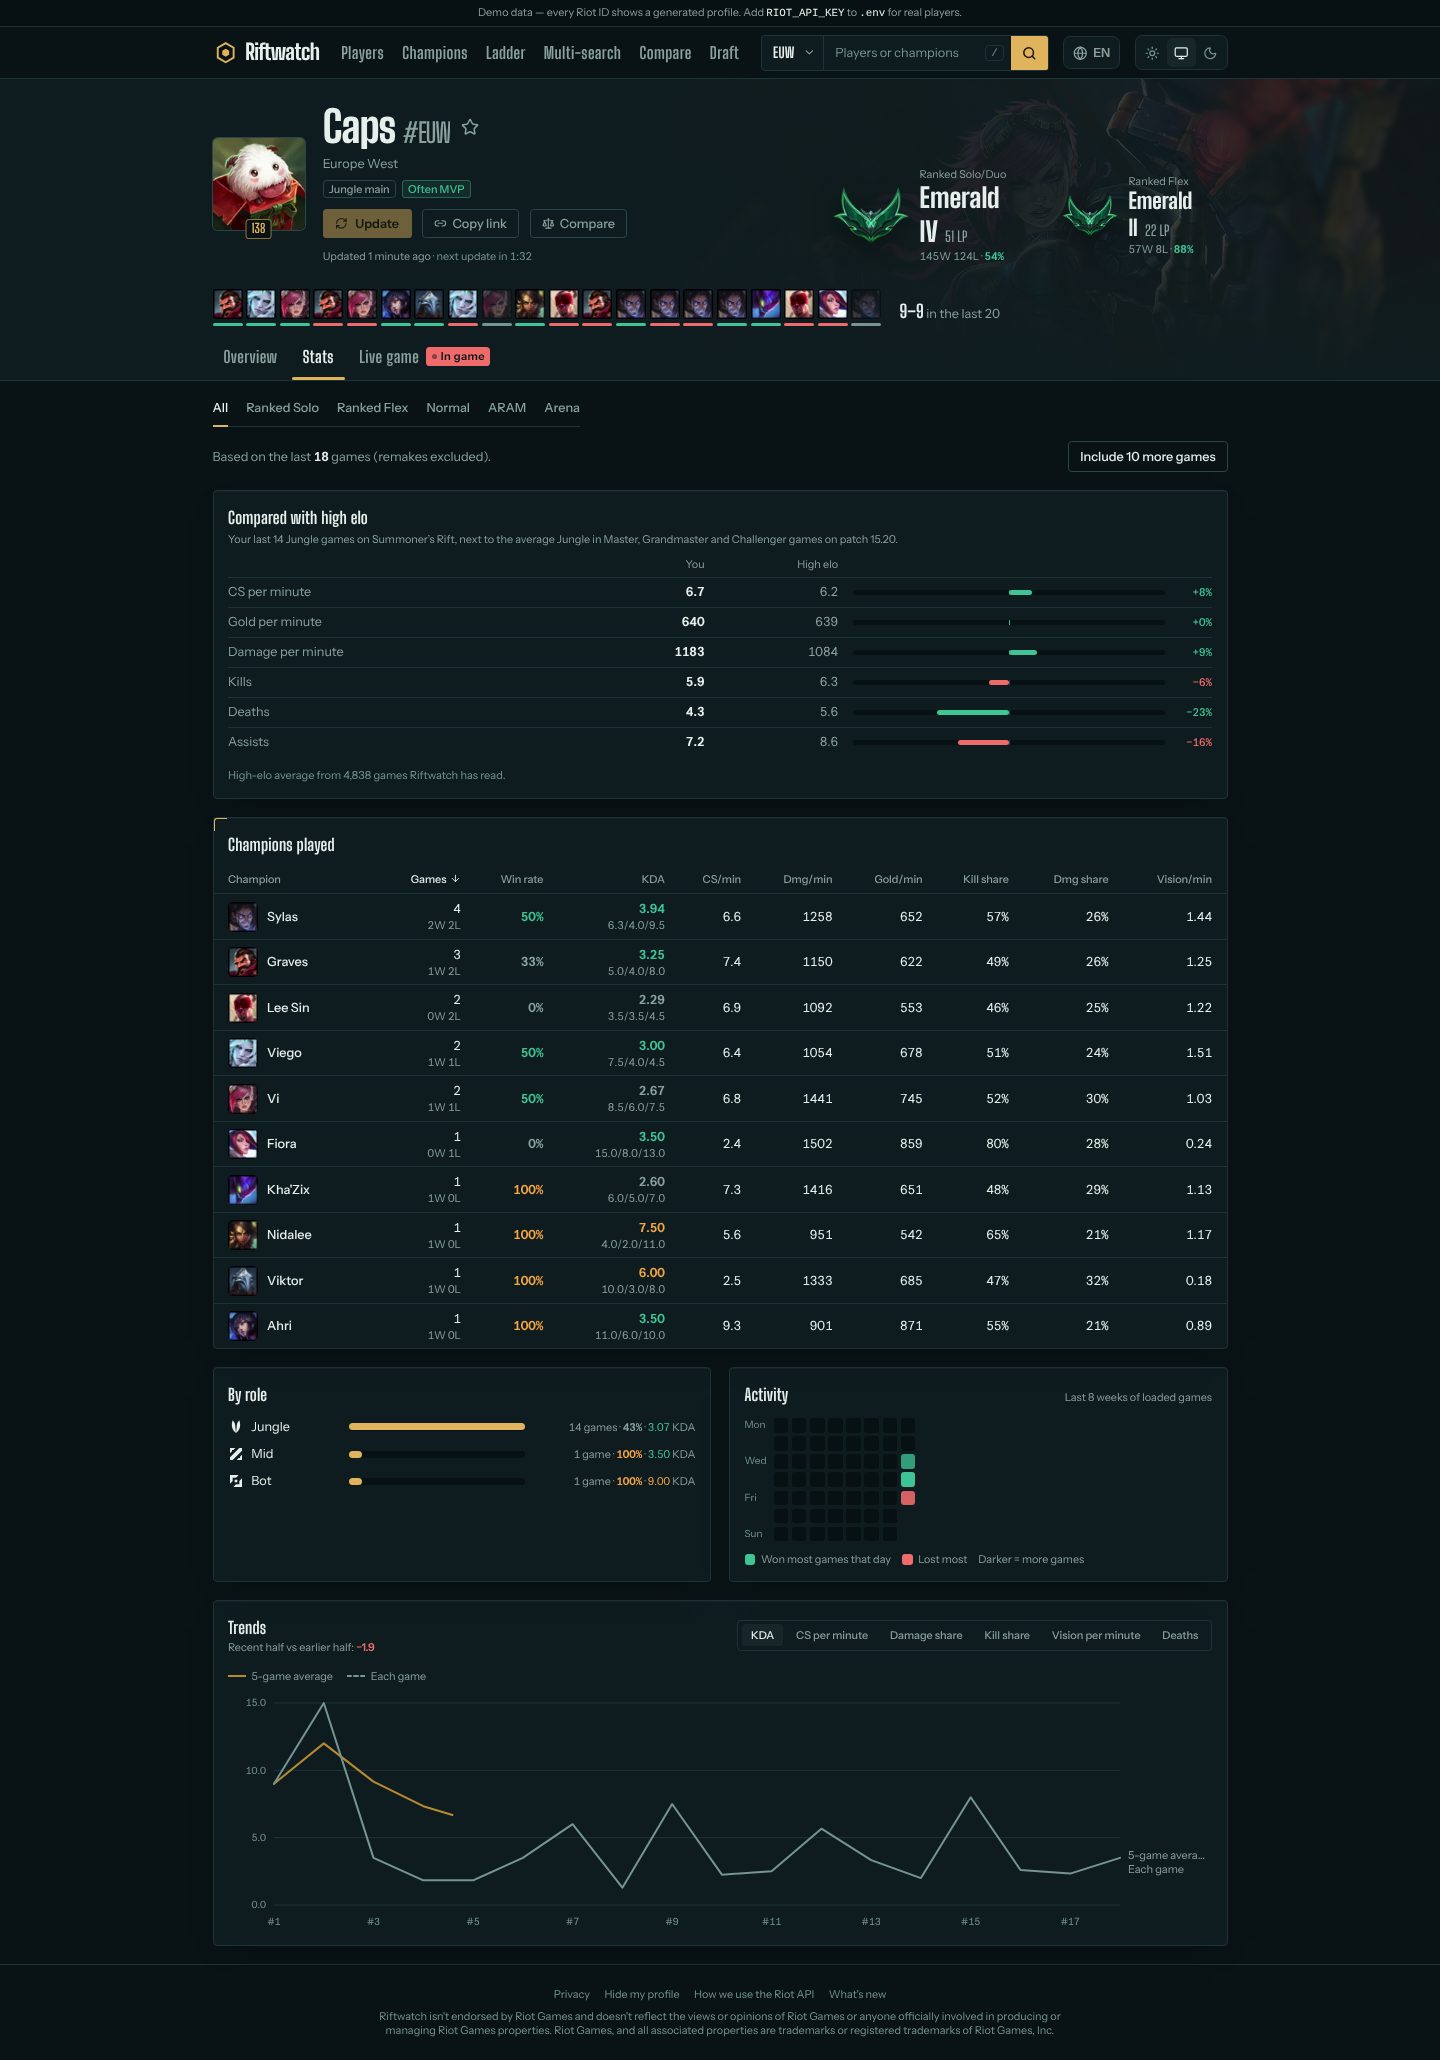 Demo data — every Riot ID shows a generated profile. Add RIOT_API_KEY to .env for real players.
Riftwatch Players Champions Ladder Multi-search Compare Draft EUW Players or champions / EN
Caps #EUW
Europe West
Jungle main Often MVP
Update Copy link Compare
Updated 1 minute ago · next update in 1:32
138
Ranked Solo/Duo
Emerald
IV 51 LP
145W 124L · 54%
Ranked Flex
Emerald
II 22 LP
57W 8L · 88%
9–9 in the last 20
Overview Stats Live game In game
All Ranked Solo Ranked Flex Normal ARAM Arena
Based on the last 18 games (remakes excluded).
Include 10 more games
Compared with high elo
Your last 14 Jungle games on Summoner's Rift, next to the average Jungle in Master, Grandmaster and Challenger games on patch 15.20.
You High elo
CS per minute 6.7 6.2 +8%
Gold per minute 640 639 +0%
Damage per minute 1183 1084 +9%
Kills 5.9 6.3 −6%
Deaths 4.3 5.6 −23%
Assists 7.2 8.6 −16%
High-elo average from 4,838 games Riftwatch has read.
Champions played
Champion Games ↓ Win rate KDA CS/min Dmg/min Gold/min Kill share Dmg share Vision/min
Sylas 4 50% 3.94 6.6 1258 652 57% 26% 1.44
2W 2L 6.3/4.0/9.5
Graves 3 33% 3.25 7.4 1150 622 49% 26% 1.25
1W 2L 5.0/4.0/8.0
Lee Sin 2 0% 2.29 6.9 1092 553 46% 25% 1.22
0W 2L 3.5/3.5/4.5
Viego 2 50% 3.00 6.4 1054 678 51% 24% 1.51
1W 1L 7.5/4.0/4.5
Vi 2 50% 2.67 6.8 1441 745 52% 30% 1.03
1W 1L 8.5/6.0/7.5
Fiora 1 0% 3.50 2.4 1502 859 80% 28% 0.24
0W 1L 15.0/8.0/13.0
Kha'Zix 1 100% 2.60 7.3 1416 651 48% 29% 1.13
1W 0L 6.0/5.0/7.0
Nidalee 1 100% 7.50 5.6 951 542 65% 21% 1.17
1W 0L 4.0/2.0/11.0
Viktor 1 100% 6.00 2.5 1333 685 47% 32% 0.18
1W 0L 10.0/3.0/8.0
Ahri 1 100% 3.50 9.3 901 871 55% 21% 0.89
1W 0L 11.0/6.0/10.0
By role
Jungle 14 games · 43% · 3.07 KDA
Mid 1 game · 100% · 3.50 KDA
Bot 1 game · 100% · 9.00 KDA
Activity
Last 8 weeks of loaded games
Mon
Wed
Fri
Sun
Won most games that day Lost most Darker = more games
Trends
Recent half vs earlier half: −1.9
KDA CS per minute Damage share Kill share Vision per minute Deaths
5-game average Each game
15.0
10.0
5.0
0.0
5-game avera...
Each game
#1 #3 #5 #7 #9 #11 #13 #15 #17
Privacy Hide my profile How we use the Riot API What's new
Riftwatch isn't endorsed by Riot Games and doesn't reflect the views or opinions of Riot Games or anyone officially involved in producing or
managing Riot Games properties. Riot Games, and all associated properties are trademarks or registered trademarks of Riot Games, Inc.